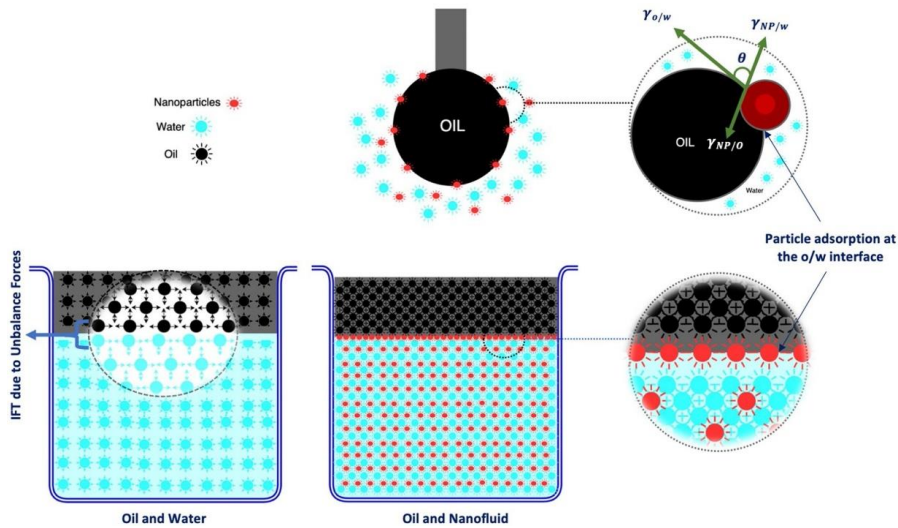 γo/w
γNP/w
θ
Nanoparticles
Water
Oil
OIL
OIL
γNP/O
Water
Particle adsorption at
the o/w interface
IFT due to Unbalance Forces
Oil and Water
Oil and Nanofluid